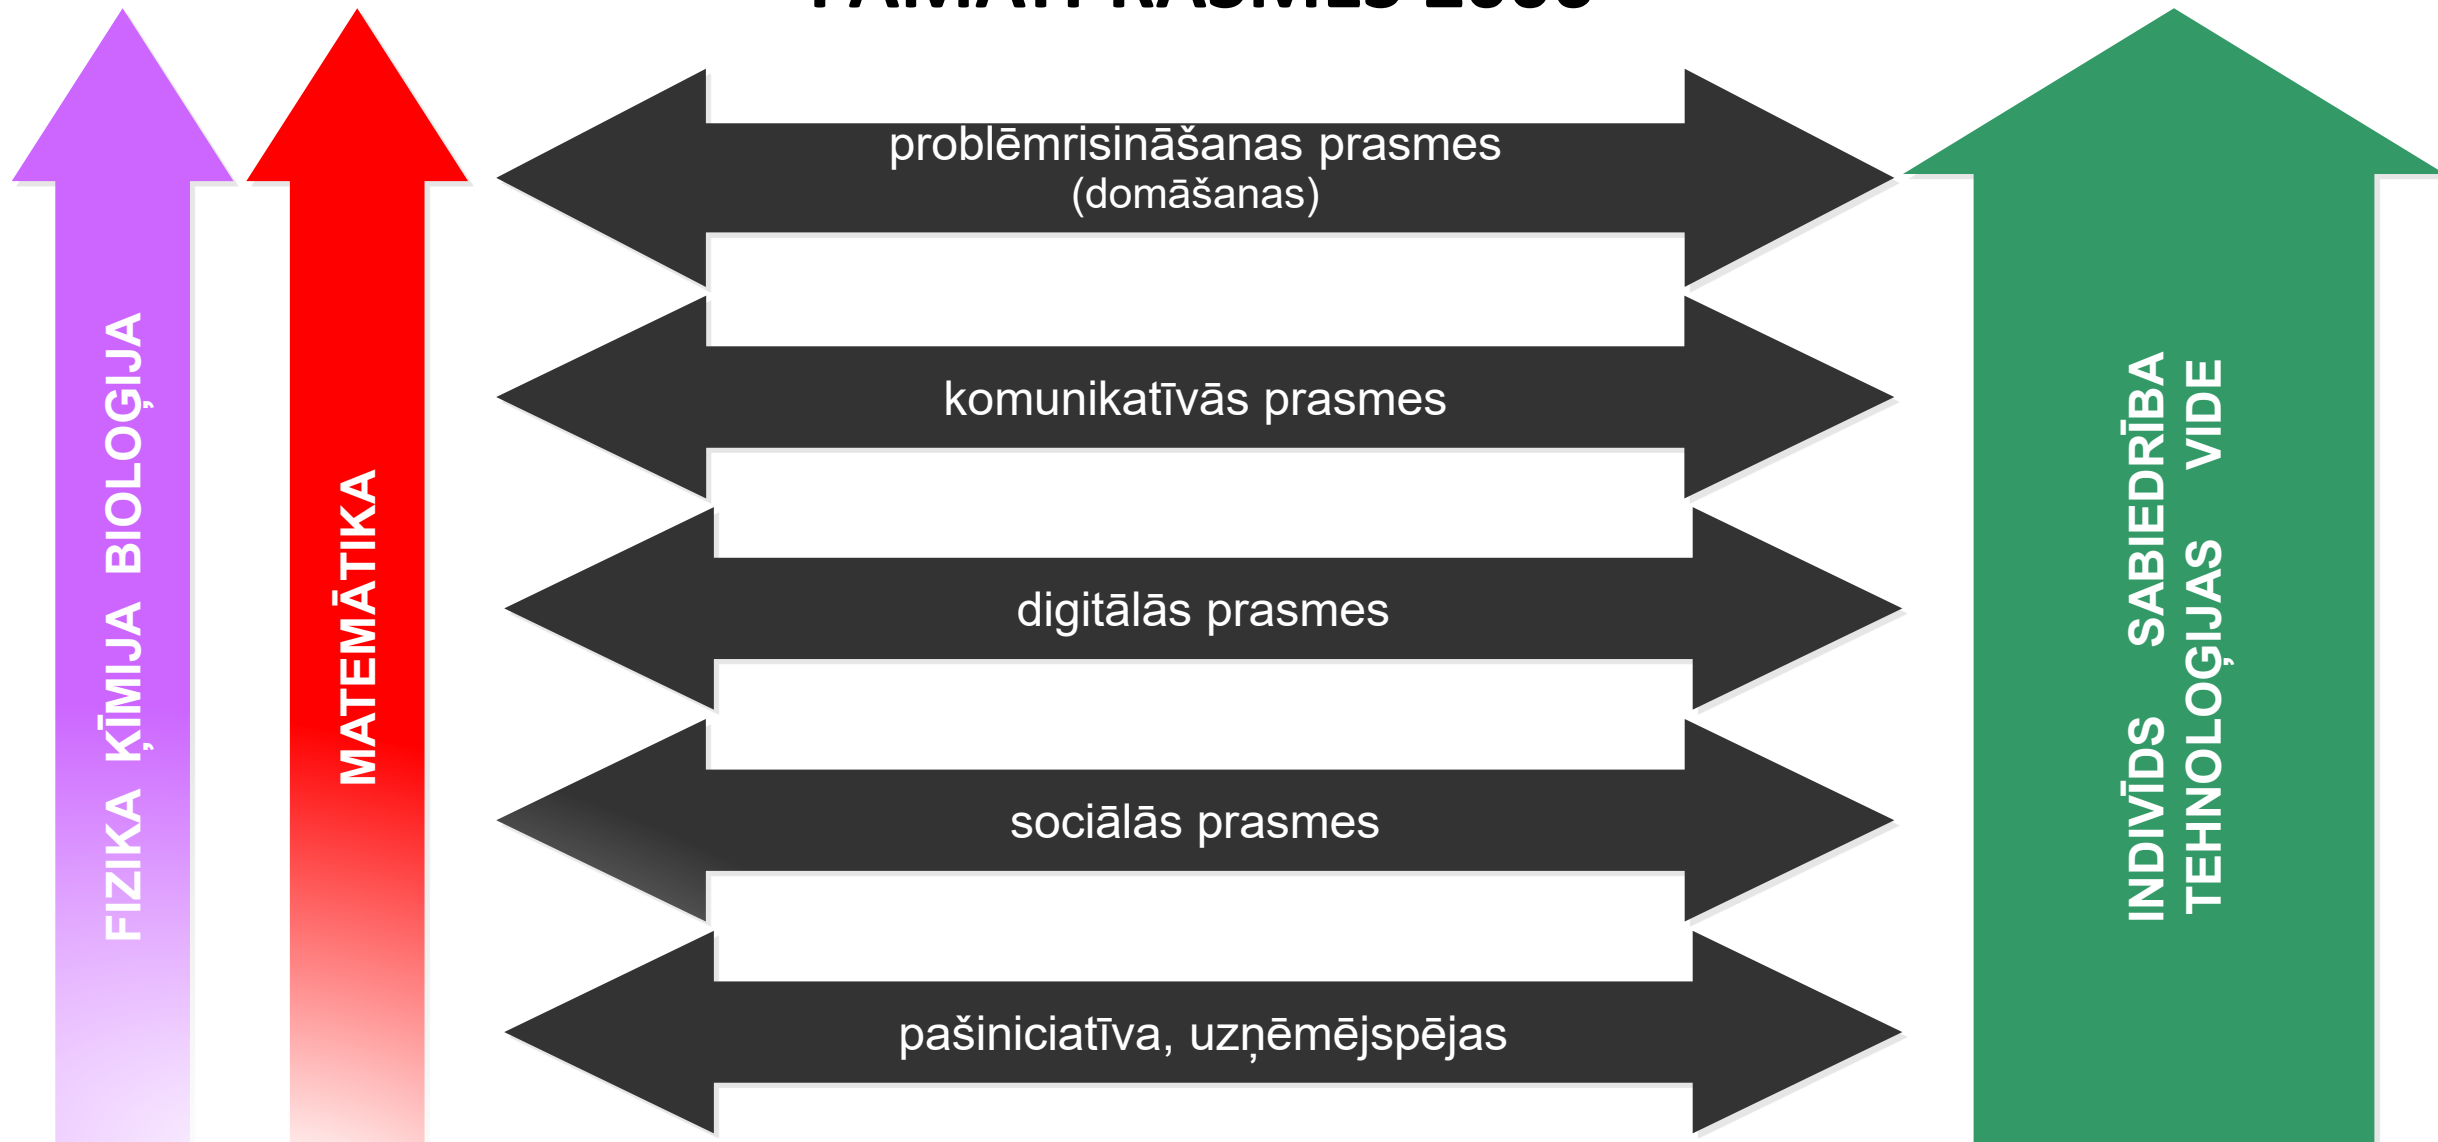 PAMATPRASMES
problēmrisināšanas prasmes
(domāšanas)
komunikatīvās prasmes
digitālās prasmes
sociālās prasmes
pašiniciatīva, uzņēmējspējas
FIZIKA ĶĪMIJA BIOLOĢIJA
MATEMĀTIKA
INDIVĪDS SABIEDRĪBA
TEHNOLOĢIJAS VIDE